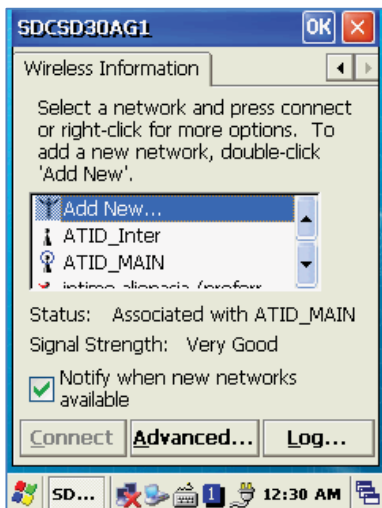 SDCSD30AG1 OK
Wireless Information
Select a network and press connect
or right-click for more options. To
add a new network, double-click
'Add New'.
Add New...
ATID_Inter
ATID_MAIN
Status: Associated with ATID_MAIN
Signal Strength: Very Good
Notify when new networks
available
Connect Advanced... Log...
SD... 1 12:30 AM